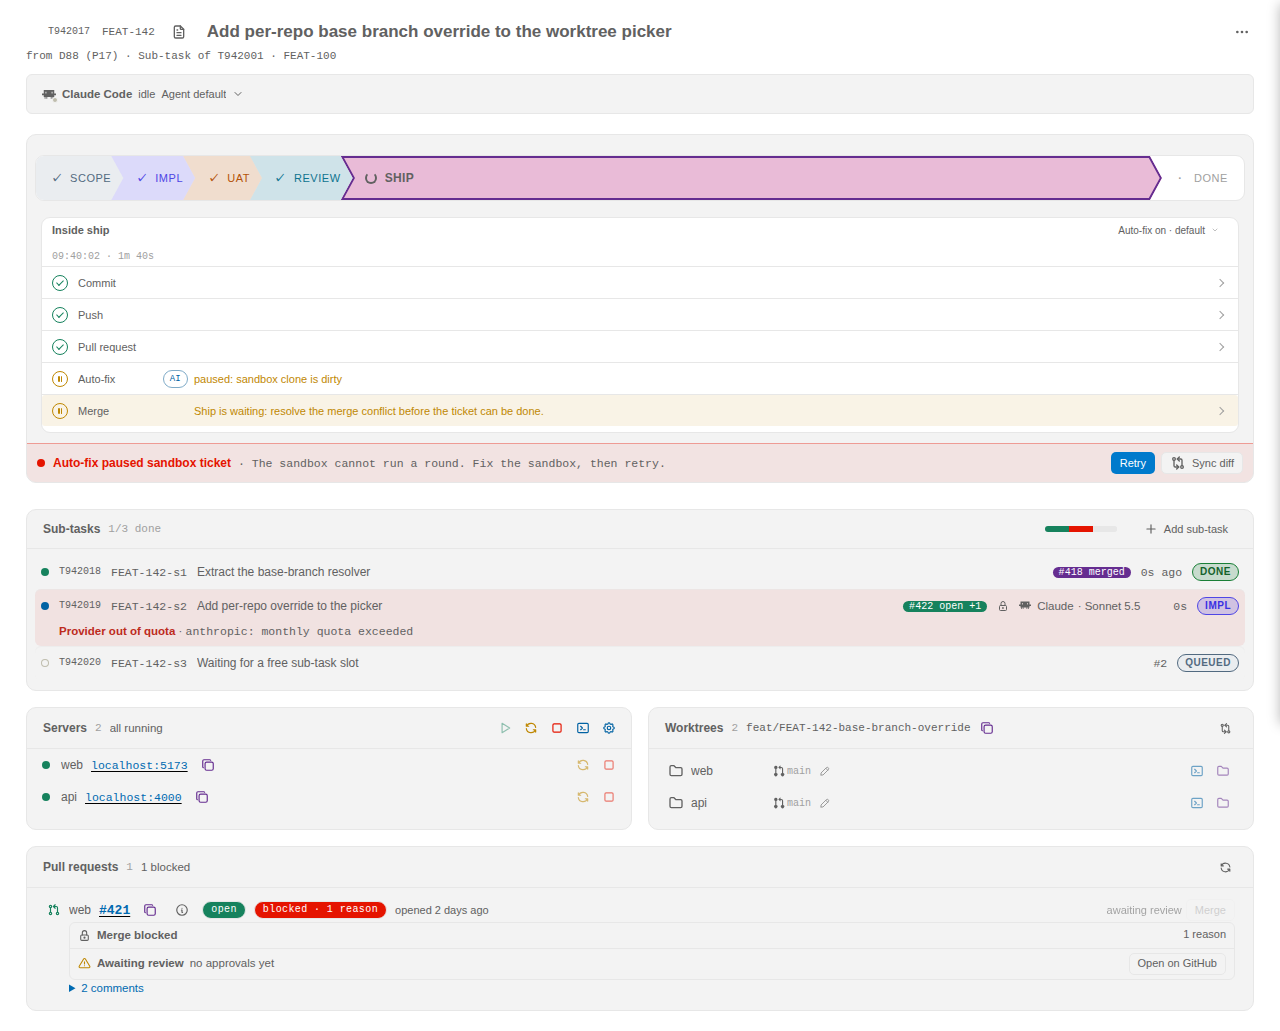 T942017 FEAT-142 Add per-repo base branch override to the worktree picker
from D88 (P17) · Sub-task of T942001 · FEAT-100
Claude Code idle Agent default
SCOPE IMPL UAT REVIEW SHIP · DONE
Inside ship Auto-fix on · default
09:40:02 · 1m 40s
Commit
Push
Pull request
Auto-fix AI paused: sandbox clone is dirty
Merge Ship is waiting: resolve the merge conflict before the ticket can be done.
Auto-fix paused sandbox ticket · The sandbox cannot run a round. Fix the sandbox, then retry. Retry Sync diff
Sub-tasks 1/3 done Add sub-task
T942018 FEAT-142-s1 Extract the base-branch resolver #418 merged 0s ago DONE
T942019 FEAT-142-s2 Add per-repo override to the picker #422 open +1 Claude · Sonnet 5.5 0s IMPL
Provider out of quota · anthropic: monthly quota exceeded
T942020 FEAT-142-s3 Waiting for a free sub-task slot #2 QUEUED
Servers 2 all running
web localhost:5173
api localhost:4000
Worktrees 2 feat/FEAT-142-base-branch-override
web main
api main
Pull requests 1 1 blocked
web #421 open blocked · 1 reason opened 2 days ago awaiting review Merge
Merge blocked 1 reason
Awaiting review no approvals yet Open on GitHub
2 comments